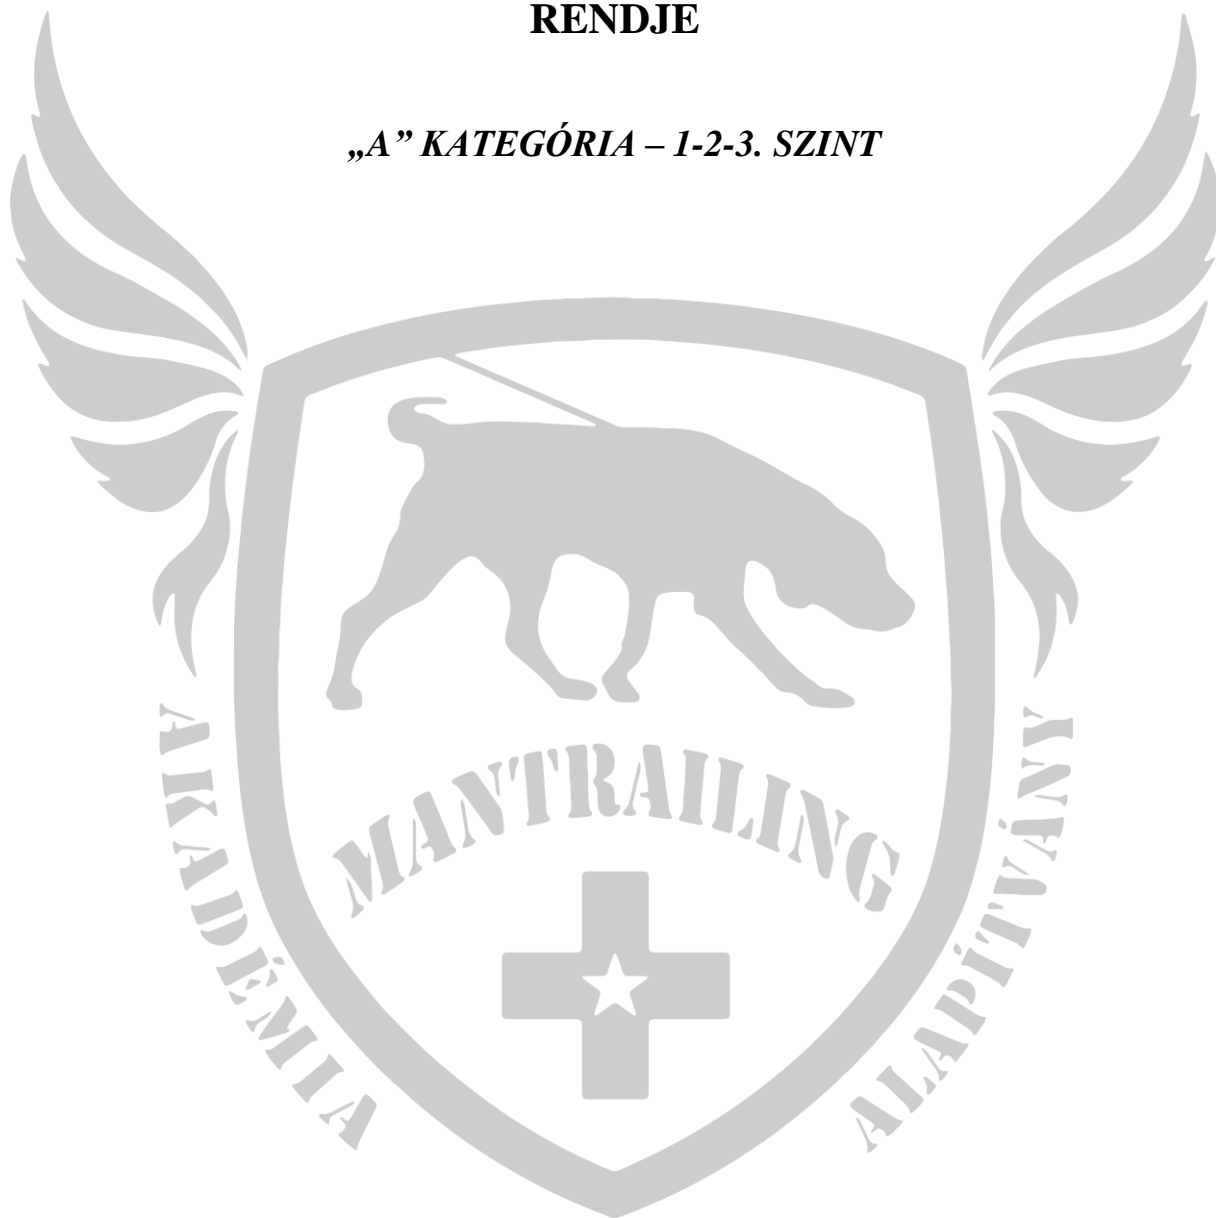 RENDJE
„A” KATEGÓRIA – 1-2-3. SZINT
MANTRAILING
AKADÉMIA
ALAPÍTVÁNY